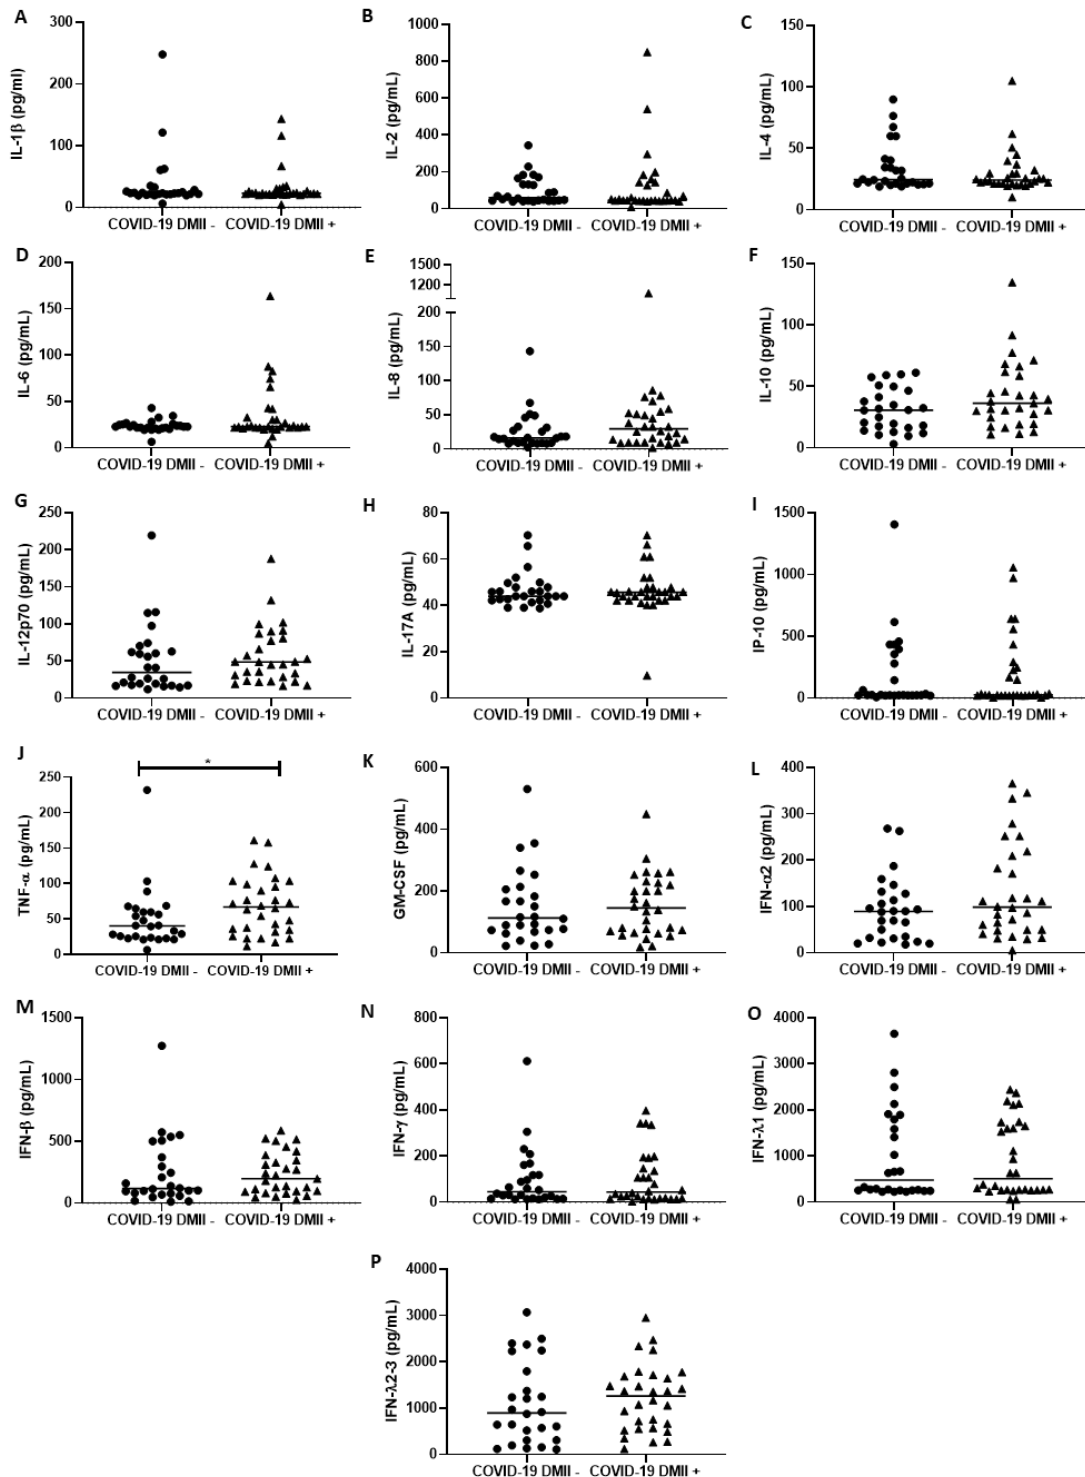 A
IL-1β (pg/ml)
300
200
100
0
COVID-19 DMII - COVID-19 DMII +
B
IL-2 (pg/mL)
1000
800
600
400
200
0
COVID-19 DMII - COVID-19 DMII +
C
IL-4 (pg/mL)
150
100
50
0
COVID-19 DMII - COVID-19 DMII +
D
IL-6 (pg/mL)
200
150
100
50
0
COVID-19 DMII - COVID-19 DMII +
E
IL-8 (pg/mL)
1500
1200
200
150
100
50
0
COVID-19 DMII - COVID-19 DMII +
F
IL-10 (pg/mL)
150
100
50
0
COVID-19 DMII - COVID-19 DMII +
G
IL-12p70 (pg/mL)
250
200
150
100
50
0
COVID-19 DMII - COVID-19 DMII +
H
IL-17A (pg/mL)
80
60
40
20
0
COVID-19 DMII - COVID-19 DMII +
I
IP-10 (pg/mL)
1500
1000
500
0
COVID-19 DMII - COVID-19 DMII +
J
TNF-α (pg/mL)
*
250
200
150
100
50
0
COVID-19 DMII - COVID-19 DMII +
K
GM-CSF (pg/mL)
600
400
200
0
COVID-19 DMII - COVID-19 DMII +
L
IFN-α2 (pg/mL)
400
300
200
100
0
COVID-19 DMII - COVID-19 DMII +
M
IFN-β (pg/mL)
1500
1000
500
0
COVID-19 DMII - COVID-19 DMII +
N
IFN-γ (pg/mL)
800
600
400
200
0
COVID-19 DMII - COVID-19 DMII +
O
IFN-λ1 (pg/mL)
4000
3000
2000
1000
0
COVID-19 DMII - COVID-19 DMII +
P
IFN-λ2-3 (pg/mL)
4000
3000
2000
1000
0
COVID-19 DMII - COVID-19 DMII +